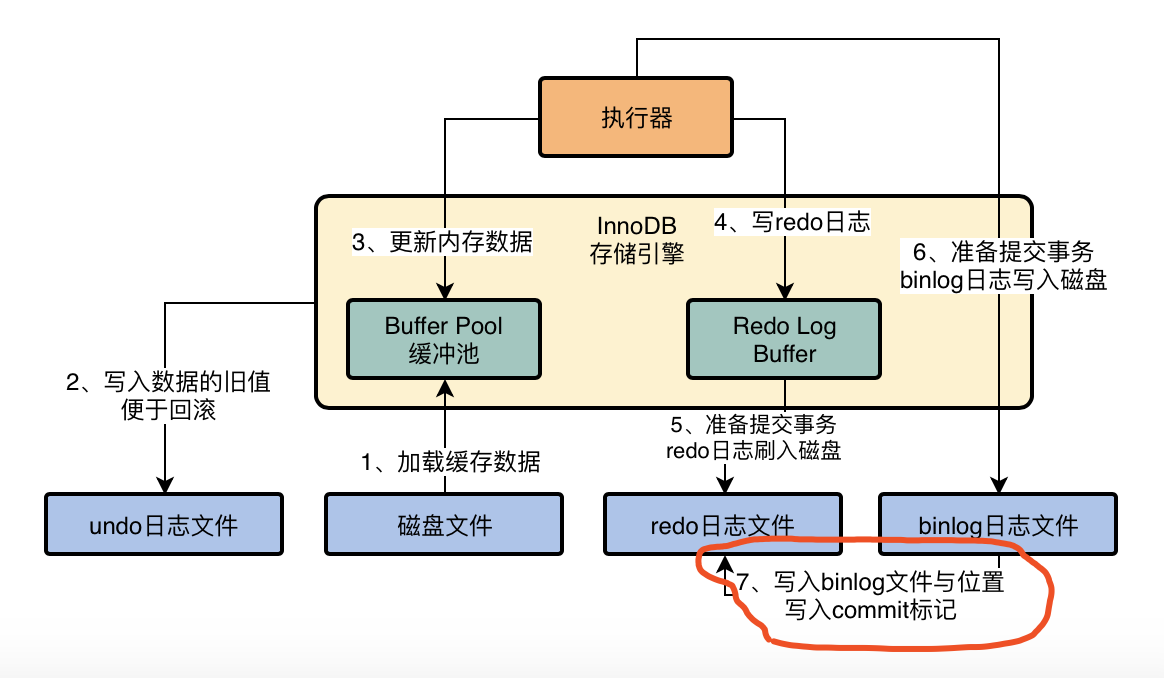 执行器
InnoDB
存储引擎
3、更新内存数据
4、写redo日志
6、准备提交事务
binlog日志写入磁盘
Buffer Pool
缓冲池
Redo Log
Buffer
2、写入数据的旧值
便于回滚
1、加载缓存数据
5、准备提交事务
redo日志刷入磁盘
undo日志文件
磁盘文件
redo日志文件
binlog日志文件
7、写入binlog文件与位置
写入commit标记